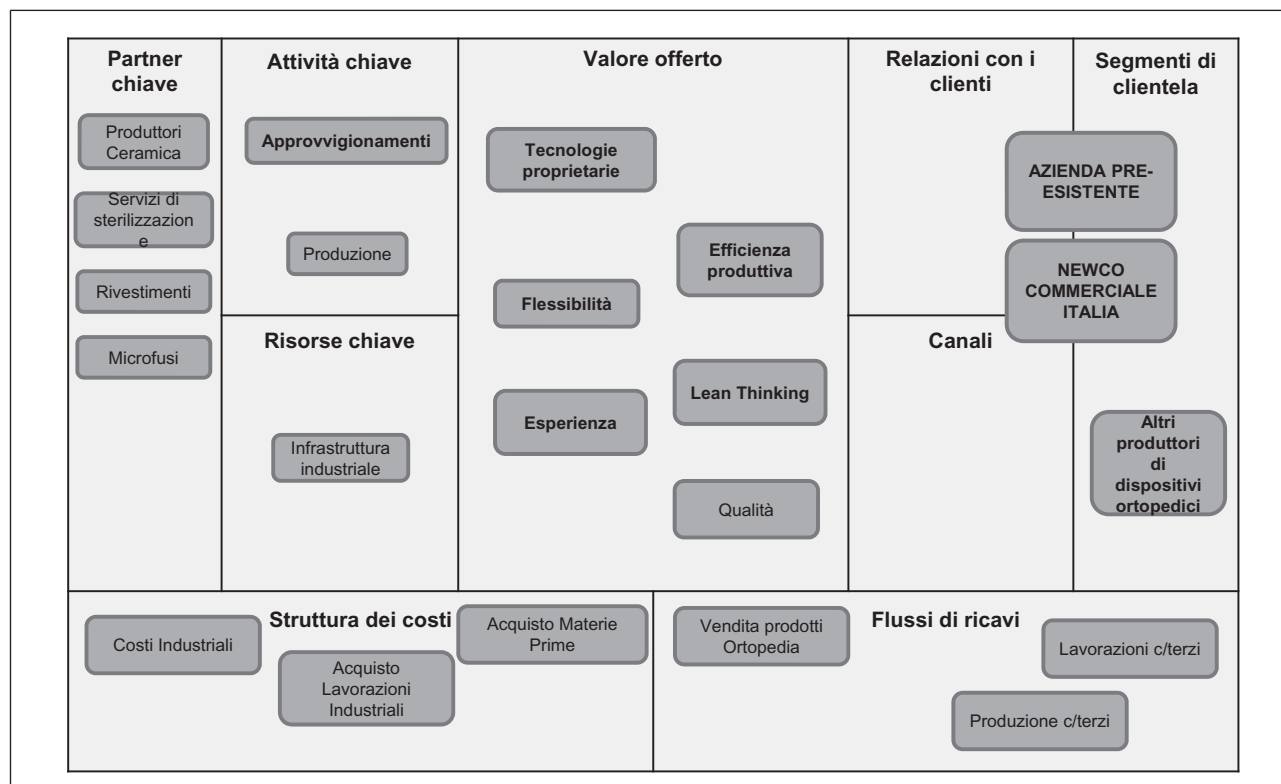 Partner
chiave
Produttori
Ceramica
Servizi di
sterilizzazion
e
Rivestimenti
Microfusi
Attività chiave
Approvvigionamenti
Produzione
Risorse chiave
Infrastruttura
industriale
Valore offerto
Tecnologie
proprietarie
Efficienza
produttiva
Flessibilità
Lean Thinking
Esperienza
Qualità
Relazioni con i
clienti
Canali
Segmenti di
clientela
AZIENDA PRE-
ESISTENTE
NEWCO
COMMERCIALE
ITALIA
Altri
produttori
di
dispositivi
ortopedici
Struttura dei costi
Costi Industriali
Acquisto
Lavorazioni
Industriali
Acquisto Materie
Prime
Flussi di ricavi
Vendita prodotti
Ortopedia
Lavorazioni c/terzi
Produzione c/terzi